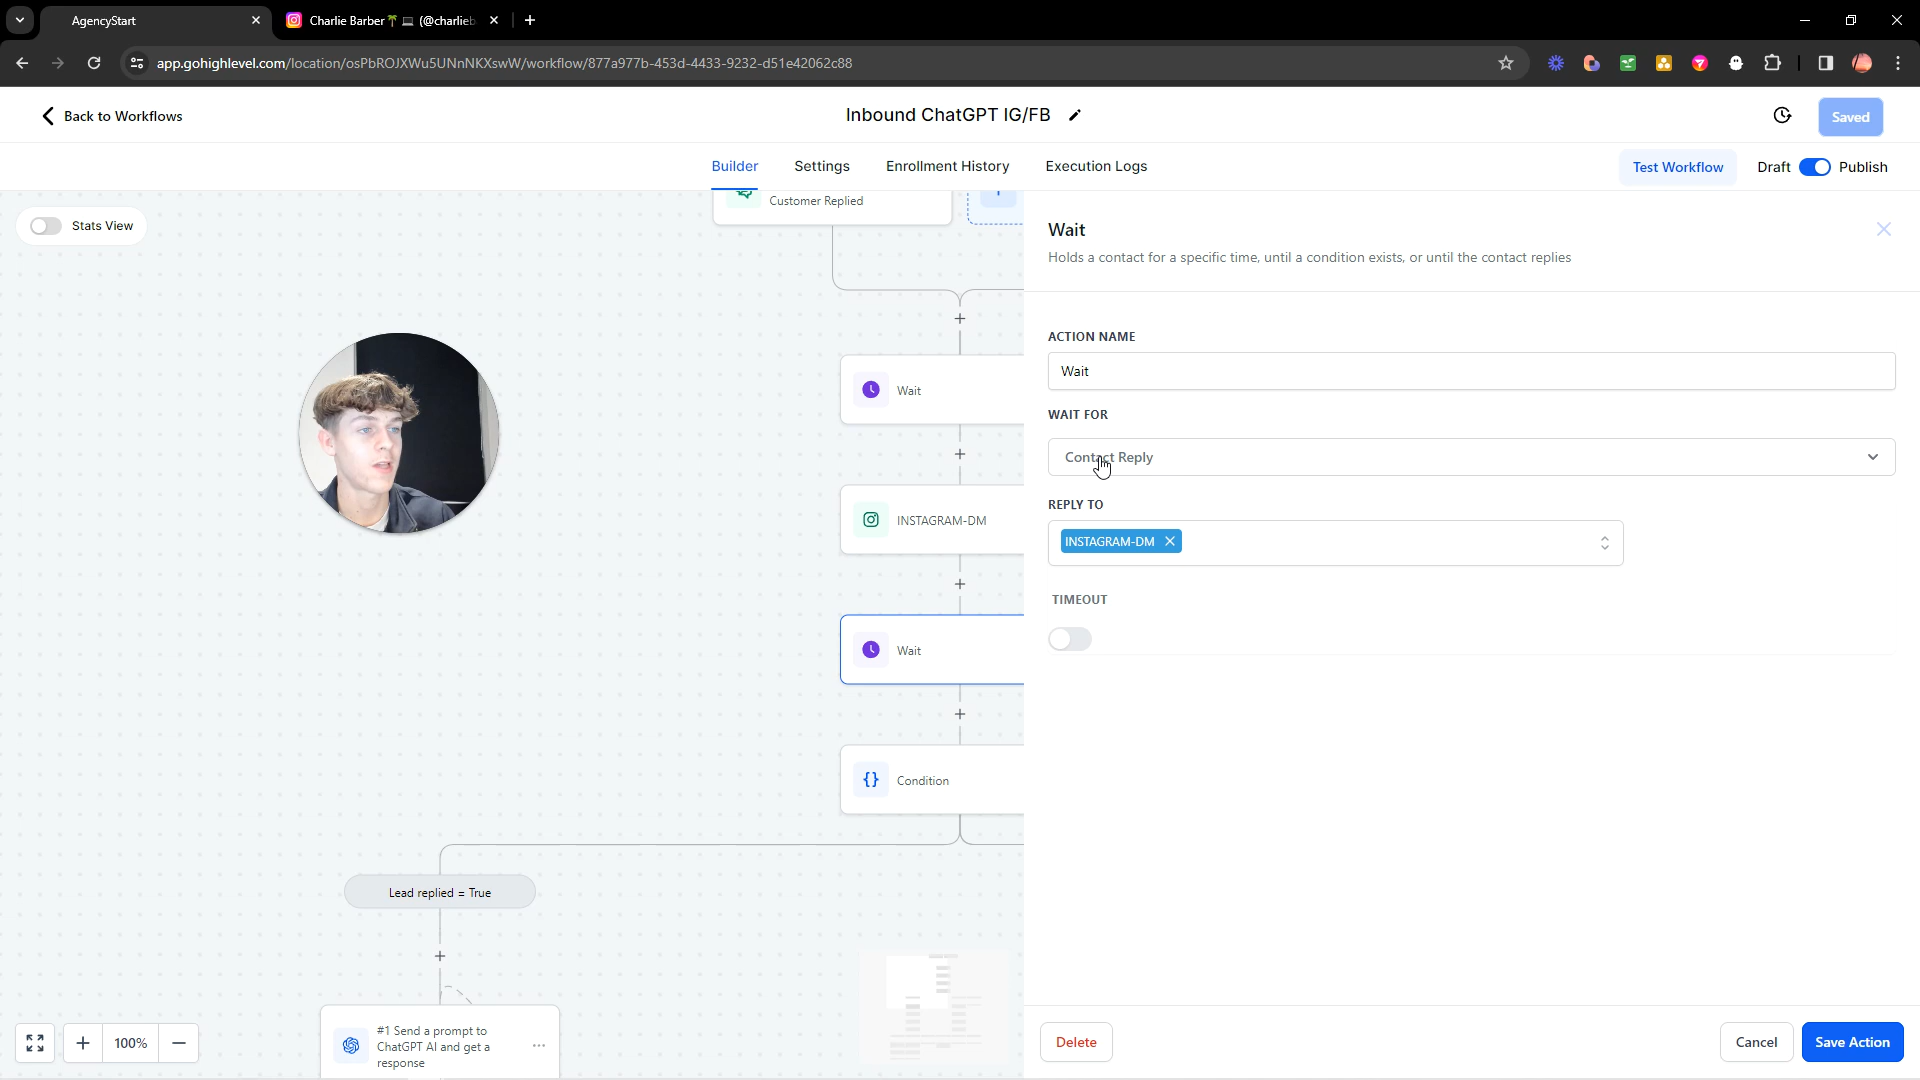 AgencyStart
Charlie Barber🌴💻 (@charlieb
app.gohighlevel.com/location/osPbROJXWu5UNnNKXswW/workflow/877a977b-453d-4433-9232-d51e42062c88
Back to Workflows
Inbound ChatGPT IG/FB
Saved
Builder
Settings
Enrollment History
Execution Logs
Test Workflow
Draft
Publish
Stats View
Customer Replied
Wait
INSTAGRAM-DM
Wait
Condition
Lead replied = True
#1 Send a prompt to
ChatGPT AI and get a
response
100%
Wait
Holds a contact for a specific time, until a condition exists, or until the contact replies
ACTION NAME
Wait
WAIT FOR
Contact Reply
REPLY TO
INSTAGRAM-DM
TIMEOUT
Delete
Cancel
Save Action